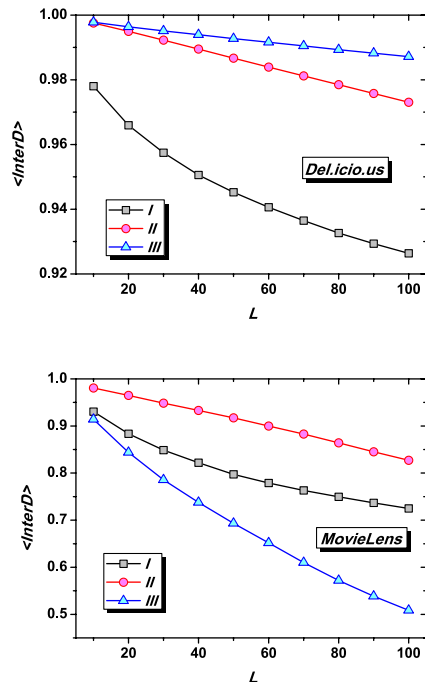 1.00
0.98
0.96
0.94
0.92
<InterD>
Del.icio.us
I
II
III
20 40 60 80 100
L
1.0
0.9
0.8
0.7
0.6
0.5
<InterD>
MovieLens
I
II
III
20 40 60 80 100
L